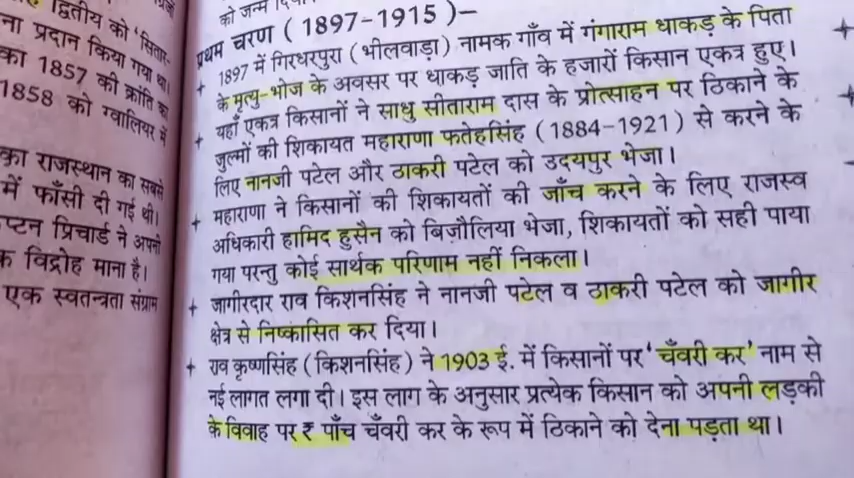 द्वितीय को 'सितार-
ना प्रदान किया गया था।
का 1857 की क्रांति का
1858 को ग्वालियर में
का राजस्थान का सबसे
में फाँसी दी गई थी।
प्टन प्रिचार्ड ने अपनी
क विद्रोह माना है।
एक स्वतन्त्रता संग्राम
को जन्म दिया
प्रथम चरण ( 1897-1915 )–
+ 1897 में गिरधरपुरा (भीलवाड़ा) नामक गाँव में गंगाराम धाकड़ के पिता
के मृत्यु-भोज के अवसर पर धाकड़ जाति के हजारों किसान एकत्र हुए।
+ यहाँ एकत्र किसानों ने साधु सीताराम दास के प्रोत्साहन पर ठिकाने के
जुल्मों की शिकायत महाराणा फतेहसिंह (1884-1921) से करने के
लिए नानजी पटेल और ठाकरी पटेल को उदयपुर भेजा।
+ महाराणा ने किसानों की शिकायतों की जाँच करने के लिए राजस्व
अधिकारी हामिद हुसैन को बिज़ौलिया भेजा, शिकायतों को सही पाया
गया परन्तु कोई सार्थक परिणाम नहीं निकला।
+ जागीरदार राव किशनसिंह ने नानजी पटेल व ठाकरी पटेल को जागीर
क्षेत्र से निष्कासित कर दिया।
+ राव कृष्णसिंह (किशनसिंह) ने 1903 ई. में किसानों पर 'चँवरी कर' नाम से
नई लागत लगा दी। इस लाग के अनुसार प्रत्येक किसान को अपनी लड़की
के विवाह पर ₹ पाँच चँवरी कर के रूप में ठिकाने को देना पड़ता था।